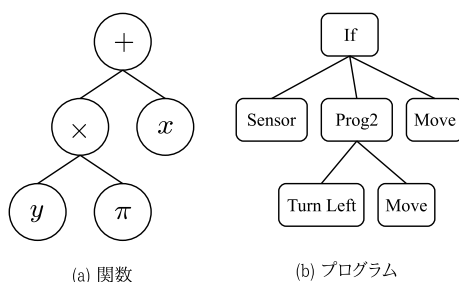 +
×
x
y
π
(a) 関数
If
Sensor
Prog2
Move
Turn Left
Move
(b) プログラム